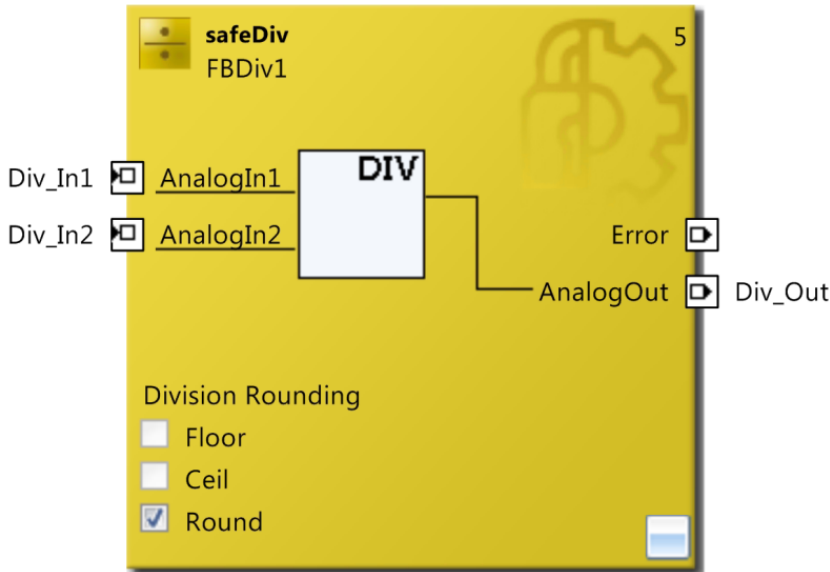 safeDiv 5
FBDiv1
DIV
Div_In1 AnalogIn1
Div_In2 AnalogIn2 Error
AnalogOut Div_Out
Division Rounding
Floor
Ceil
Round